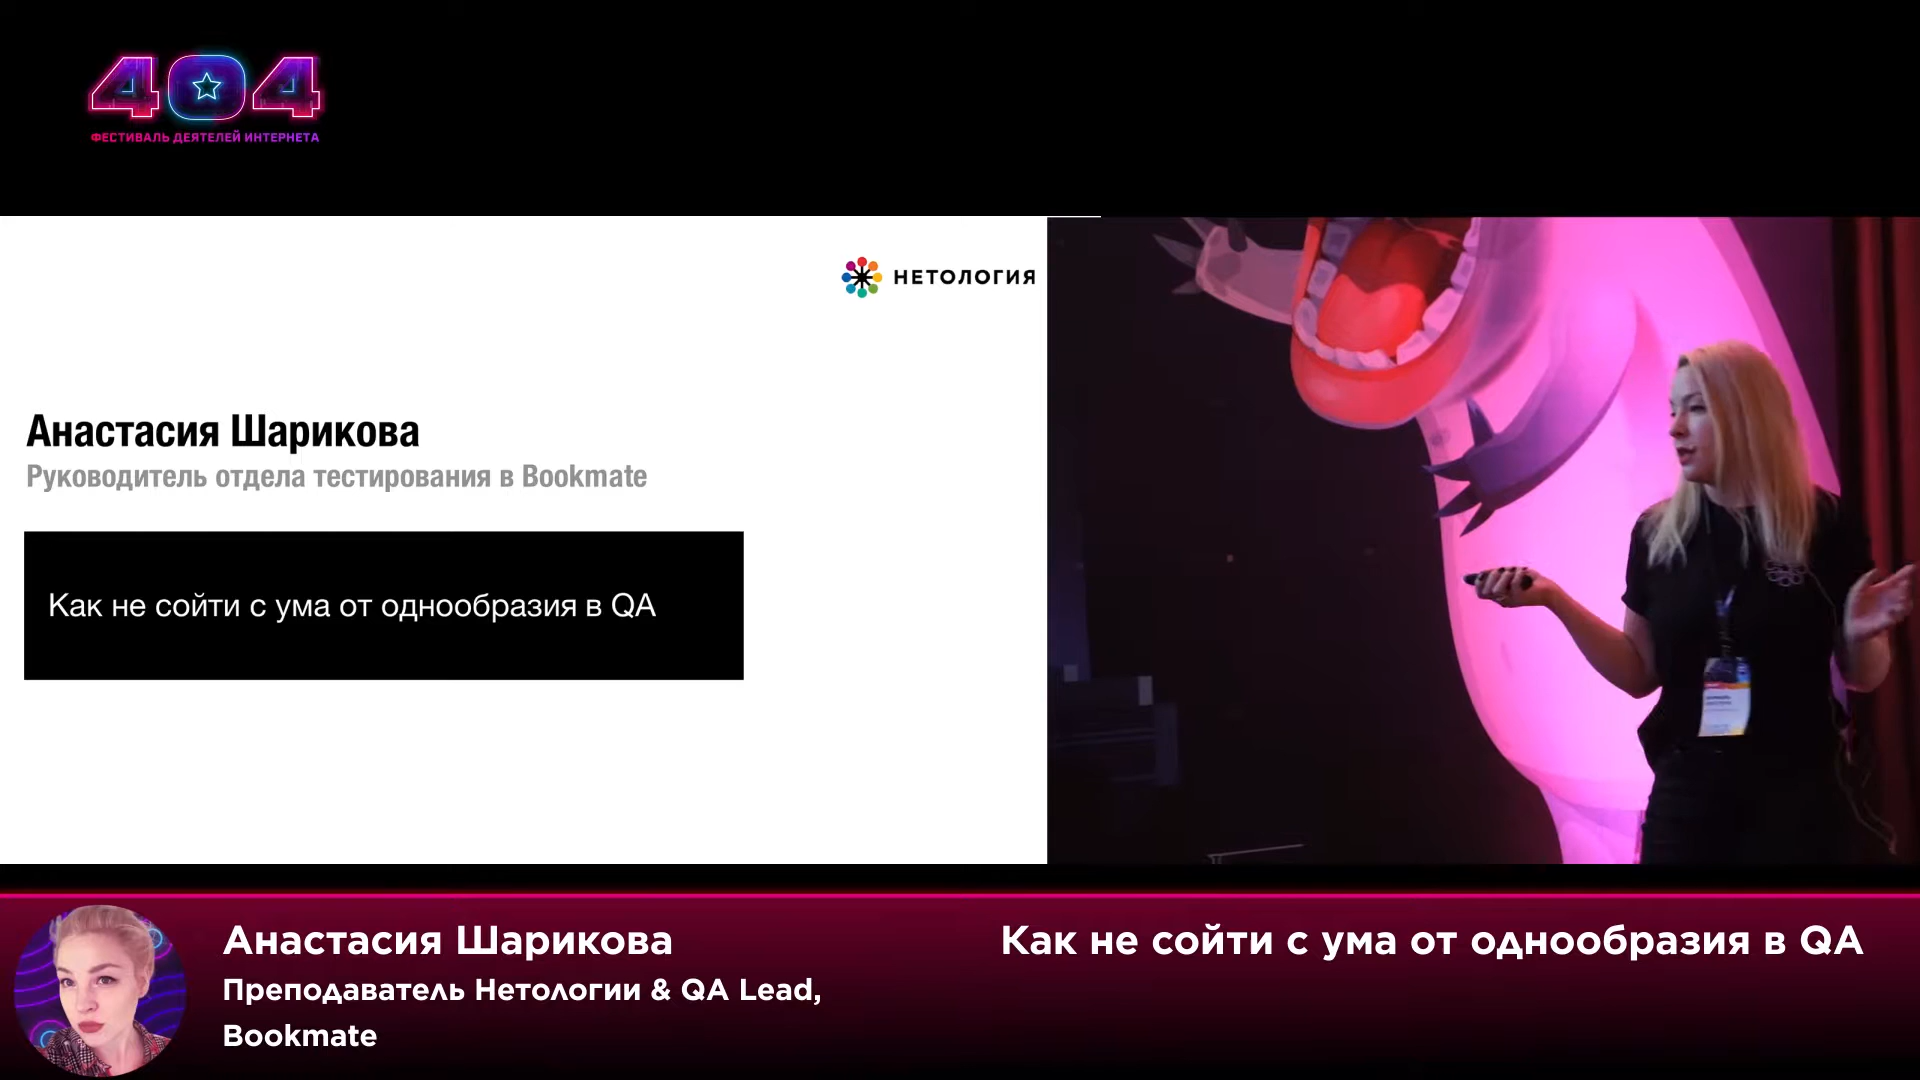 404
ФЕСТИВАЛЬ ДЕЯТЕЛЕЙ ИНТЕРНЕТА
НЕТОЛОГИЯ
Анастасия Шарикова
Руководитель отдела тестирования в Bookmate
Как не сойти с ума от однообразия в QA
Анастасия Шарикова
Преподаватель Нетологии & QA Lead,
Bookmate
Как не сойти с ума от однообразия в QA